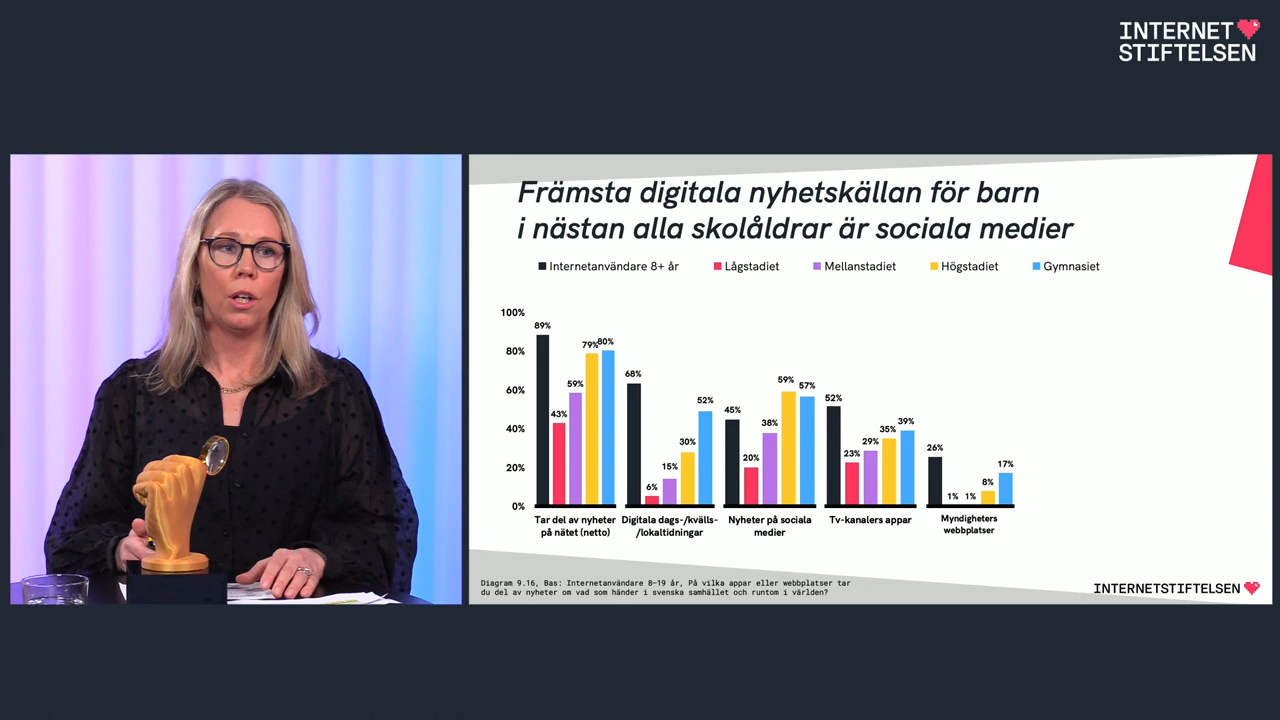 INTERNET
STIFTELSEN
Främsta digitala nyhetskällan för barn
i nästan alla skolåldrar är sociala medier
Internetanvändare 8+ år Lågstadiet Mellanstadiet Högstadiet Gymnasiet
100%
80%
60%
40%
20%
0%
89% 43% 59% 79% 80%
68% 6% 15% 30% 52%
45% 20% 38% 59% 57%
52% 23% 29% 35% 39%
26% 1% 1% 8% 17%
Tar del av nyheter
på nätet (netto)
Digitala dags-/kvälls-
/lokaltidningar
Nyheter på sociala
medier
Tv-kanalers appar
Myndigheters
webbplatser
Diagram 9.16, Bas: Internetanvändare 8–19 år, På vilka appar eller webbplatser tar
du del av nyheter om vad som händer i svenska samhället och runtom i världen?
INTERNETSTIFTELSEN